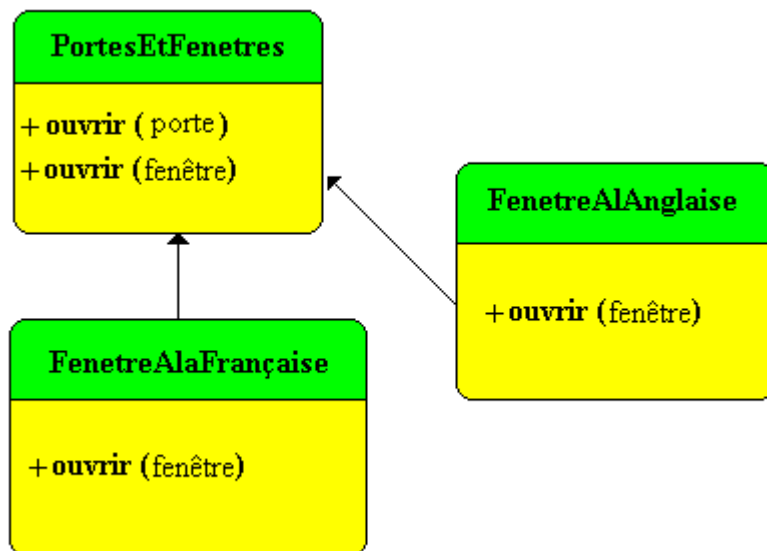 PortesEtFenetres
+ ouvrir ( porte )
+ ouvrir (fenêtre)
FenetreAlAnglaise
+ ouvrir (fenêtre)
FenetreAlaFrançaise
+ ouvrir (fenêtre)